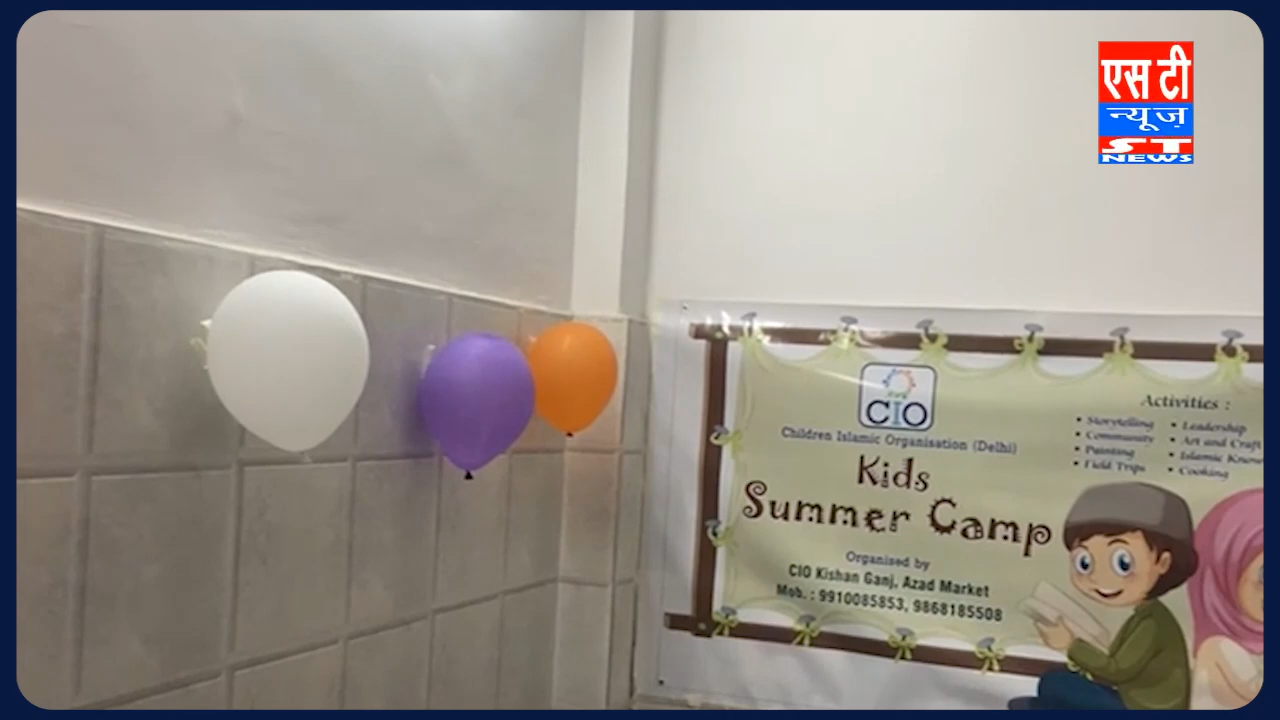 एस टी
न्यूज़
ST
NEWS
CIO
Children Islamic Organisation (Delhi)
Kids
Summer Camp
Organised by
CIO Kishan Ganj, Azad Market
Mob. : 9910085853, 9868185508
Activities :
• Storytelling
• Community
• Painting
• Field Trips
• Leadership
• Art and Craft
• Islamic
• Cooking